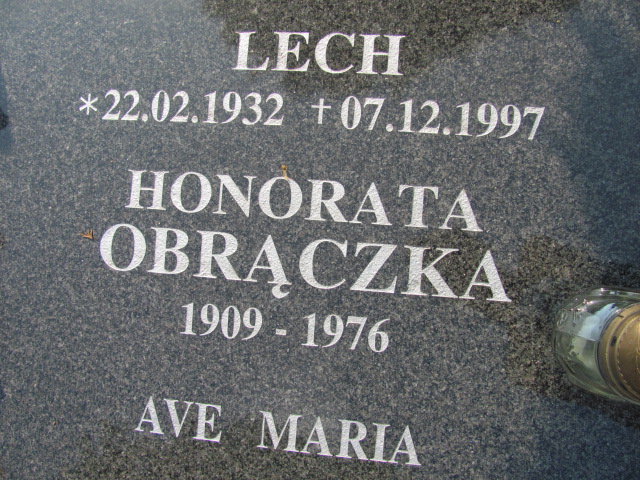 LECH
*22.02.1932 †07.12.1997
HONORATA
OBRĄCZKA
1909 - 1976
AVE MARIA